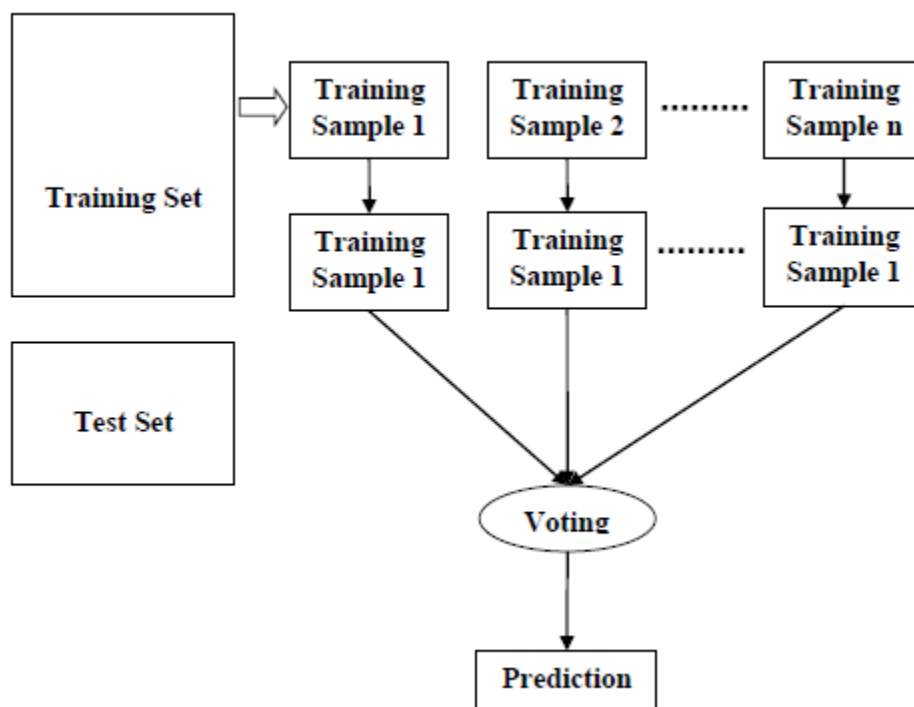 Training
Sample 1
Training
Sample 2
Training
Sample n
Training Set
Training
Sample 1
Training
Sample 1
Training
Sample 1
Test Set
Voting
Prediction